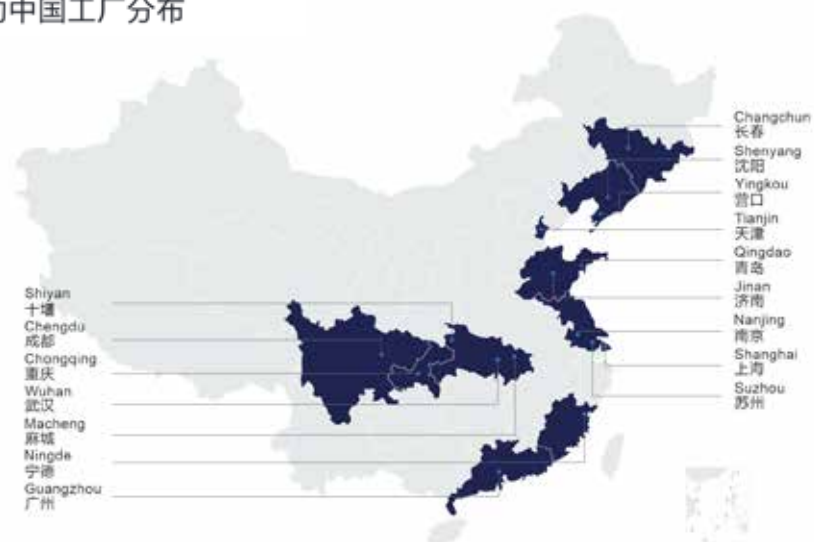 中国工厂分布
Changchun
长春
Shenyang
沈阳
Yingkou
营口
Tianjin
天津
Qingdao
青岛
Jinan
济南
Nanjing
南京
Shanghai
上海
Suzhou
苏州
Shiyan
十堰
Chengdu
成都
Chongqing
重庆
Wuhan
武汉
Macheng
麻城
Ningde
宁德
Guangzhou
广州